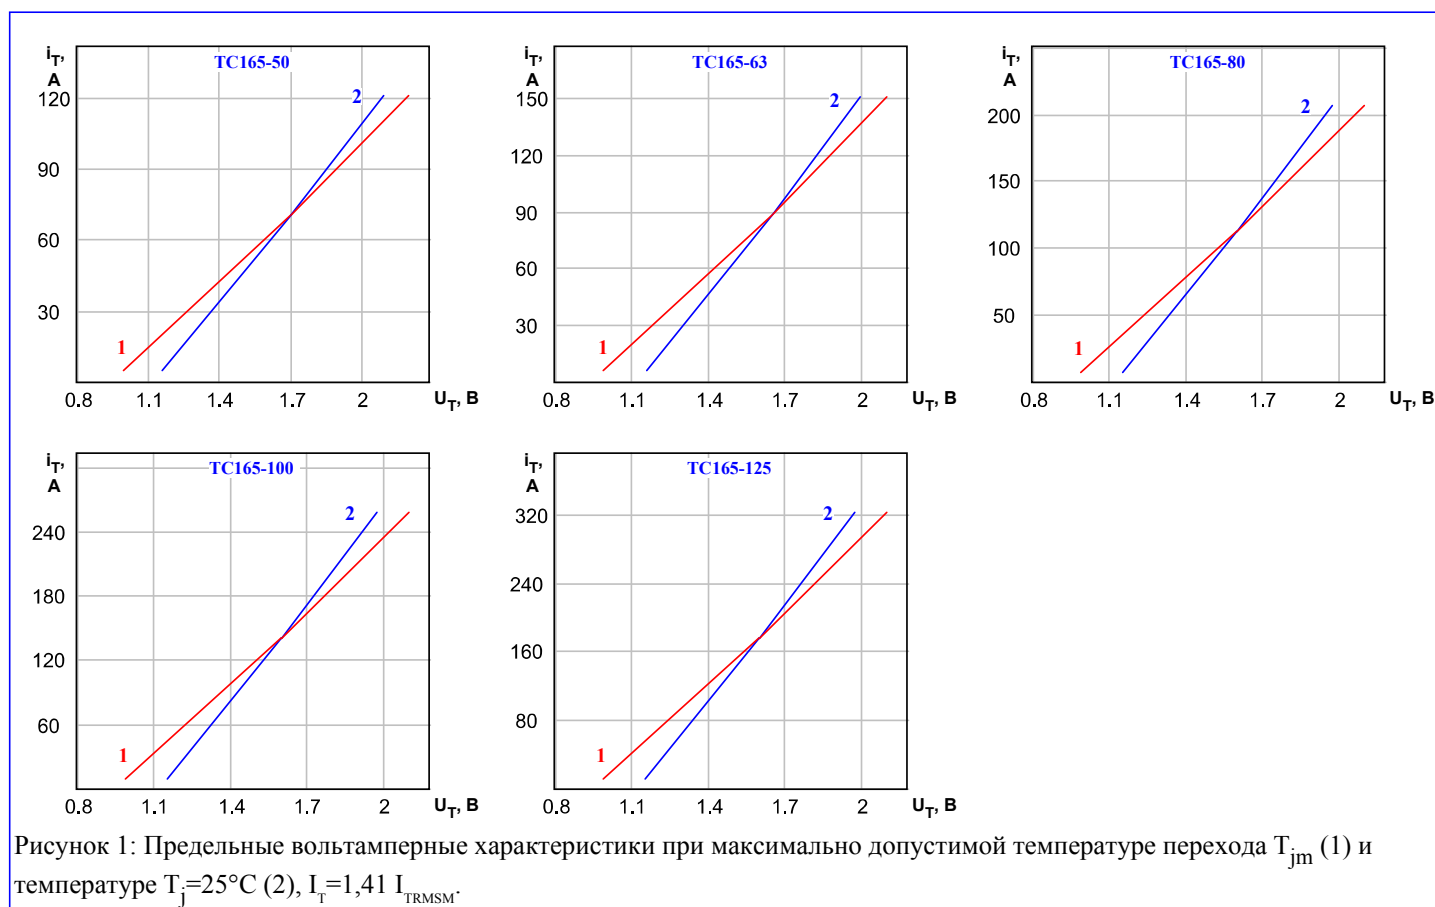 iT,
A
TC165-50
120
90
60
30
2
1
0.8 1.1 1.4 1.7 2 UT, В
iT,
A
TC165-63
150
120
90
60
30
2
1
0.8 1.1 1.4 1.7 2 UT, В
iT,
A
TC165-80
200
150
100
50
2
1
0.8 1.1 1.4 1.7 2 UT, В
iT,
A
TC165-100
240
180
120
60
2
1
0.8 1.1 1.4 1.7 2 UT, В
iT,
A
TC165-125
320
240
160
80
2
1
0.8 1.1 1.4 1.7 2 UT, В
Рисунок 1: Предельные вольтамперные характеристики при максимально допустимой температуре перехода Tjm (1) и
температуре Tj=25°C (2), IT=1,41 ITRMSM.